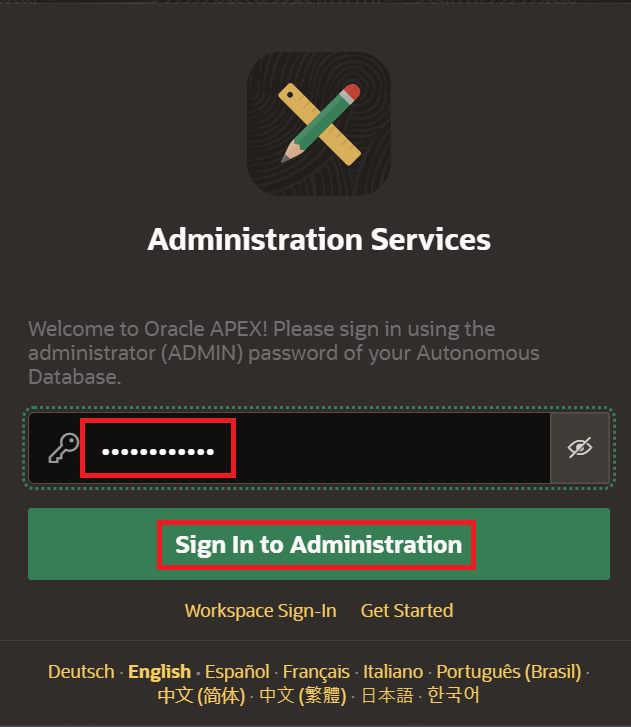 Administration Services
Welcome to Oracle APEX! Please sign in using the
administrator (ADMIN) password of your Autonomous
Database.
••••••••••••
Sign In to Administration
Workspace Sign-In Get Started
Deutsch · English · Español · Français · Italiano · Português (Brasil) ·
中文 (简体) · 中文 (繁體) · 日本語 · 한국어